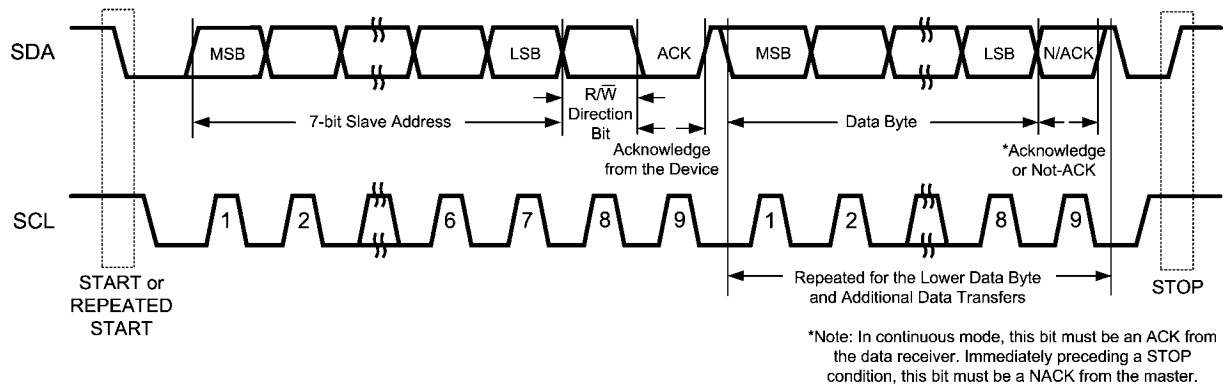 SDA
MSB
LSB
ACK
MSB
LSB
N/ACK
R/W̅
Direction
Bit
7-bit Slave Address
Data Byte
Acknowledge
from the Device
*Acknowledge
or Not-ACK
SCL
1
2
6
7
8
9
1
2
8
9
START or
REPEATED
START
Repeated for the Lower Data Byte
and Additional Data Transfers
STOP
*Note: In continuous mode, this bit must be an ACK from
the data receiver. Immediately preceding a STOP
condition, this bit must be a NACK from the master.